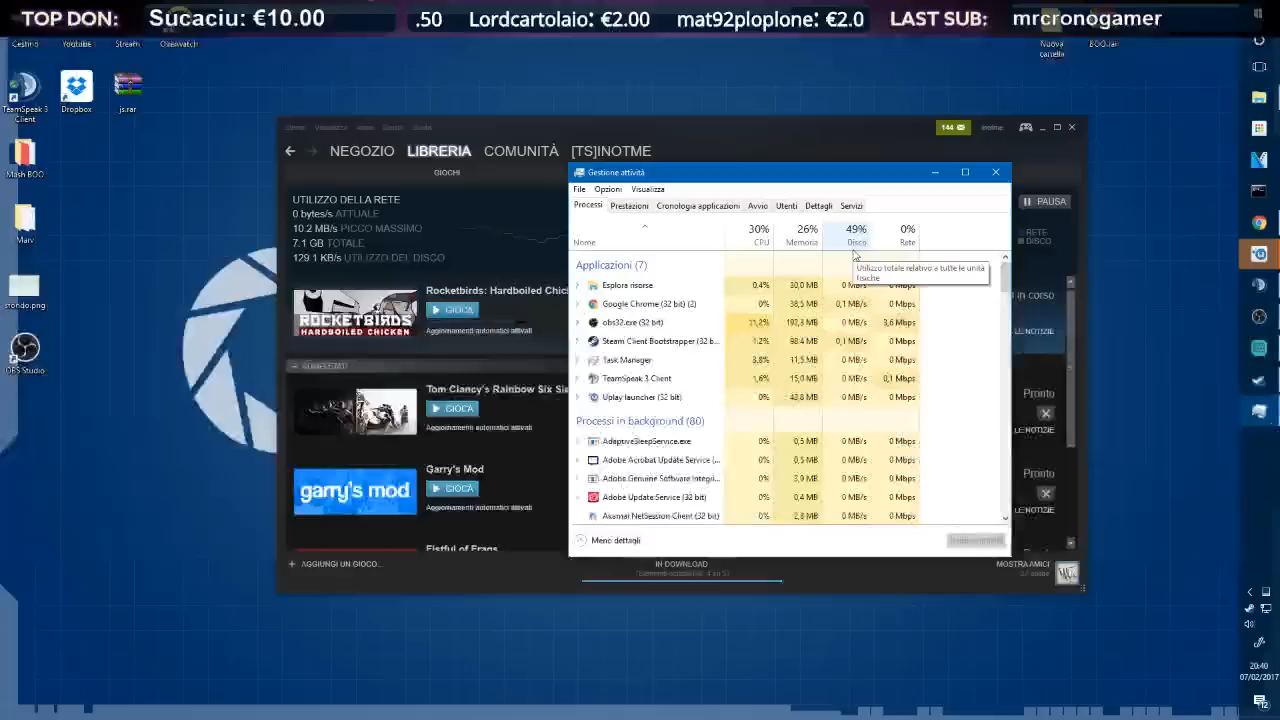 TOP DON: Sucaciu: €10.00 .50 Lordcartolaio: €2.00 mat92ploplone: €2.0 LAST SUB: mrcronogamer
Cestino Youtube Stream Nuova cartella
TeamSpeak 3 Client
Dropbox
js.rar
Mash BOO
Marv
sfondo.png
OBS Studio
144
NEGOZIO LIBRERIA COMUNITÀ [TS]INOTME
GIOCHI
UTILIZZO DELLA RETE
0 bytes/s ATTUALE
10.2 MB/s PICCO MASSIMO
7.1 GB TOTALE
129.1 KB/s UTILIZZO DEL DISCO
PAUSA
RETE
DISCO
ROCKETBIRDS
HARDBOILED CHICKEN
Rocketbirds: Hardboiled Chic
GIOCA
Aggiornamenti automatici attivati
Tom Clancy's Rainbow Six Sie
GIOCA
Aggiornamenti automatici attivati
garry's mod
Garry's Mod
GIOCA
Aggiornamenti automatici attivati
Fistful of Frags
Pronto
LE NOTIZIE
Pronto
LE NOTIZIE
AGGIUNGI UN GIOCO...
IN DOWNLOAD
MOSTRA AMICI
Gestione attività
File Opzioni Visualizza
Processi Prestazioni Cronologia applicazioni Avvio Utenti Dettagli Servizi
30% 26% 49% 0%
Nome CPU Memoria Disco Rete
Utilizzo totale relativo a tutte le unità
fisiche
Applicazioni (7)
Esplora risorse 0,4% 30,0 MB 0 MB/s 0 Mbps
Google Chrome (32 bit) (2) 0% 38,5 MB 0 MB/s 0 Mbps
obs32.exe (32 bit) 11,2% 192,3 MB 0 MB/s 3,6 Mbps
Steam Client Bootstrapper (32 b... 1,2% 98,4 MB 0,1 MB/s 0 Mbps
Task Manager 3,8% 11,5 MB 0 MB/s 0 Mbps
TeamSpeak 3 Client 1,6% 15,0 MB 0 MB/s 0,1 Mbps
Uplay launcher (32 bit) 0% 43,8 MB 0 MB/s 0 Mbps
Processi in background (80)
AdaptiveSleepService.exe 0% 0,5 MB 0 MB/s 0 Mbps
Adobe Acrobat Update Service (... 0% 0,5 MB 0 MB/s 0 Mbps
Adobe Genuine Software Integri... 0% 3,9 MB 0 MB/s 0 Mbps
Adobe Update Service (32 bit) 0% 0,4 MB 0 MB/s 0 Mbps
Akamai NetSession Client (32 bit) 0% 2,8 MB 0 MB/s 0 Mbps
Meno dettagli
20:40
07/02/2017